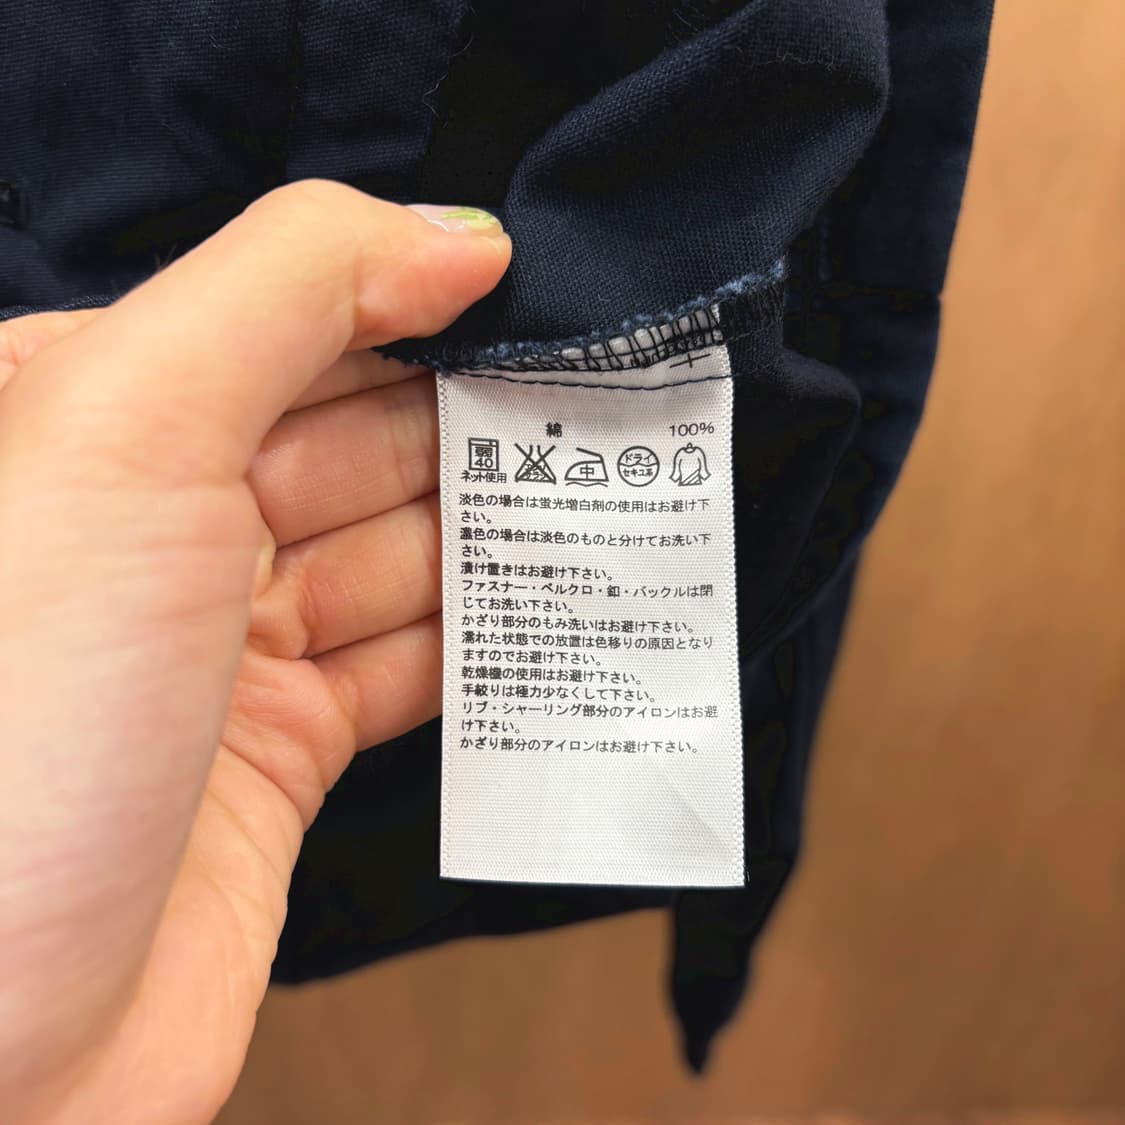 綿 100%
弱 40 中 ドライ セキユ系
ネット使用
淡色の場合は蛍光増白剤の使用はお避け下
さい。
濃色の場合は淡色のものと分けてお洗い下
さい。
漬け置きはお避け下さい。
ファスナー・ベルクロ・釦・バックルは閉
じてお洗い下さい。
かざり部分のもみ洗いはお避け下さい。
濡れた状態での放置は色移りの原因となり
ますのでお避け下さい。
乾燥機の使用はお避け下さい。
手絞りは極力少なくして下さい。
リブ・シャーリング部分のアイロンはお避
け下さい。
かざり部分のアイロンはお避け下さい。